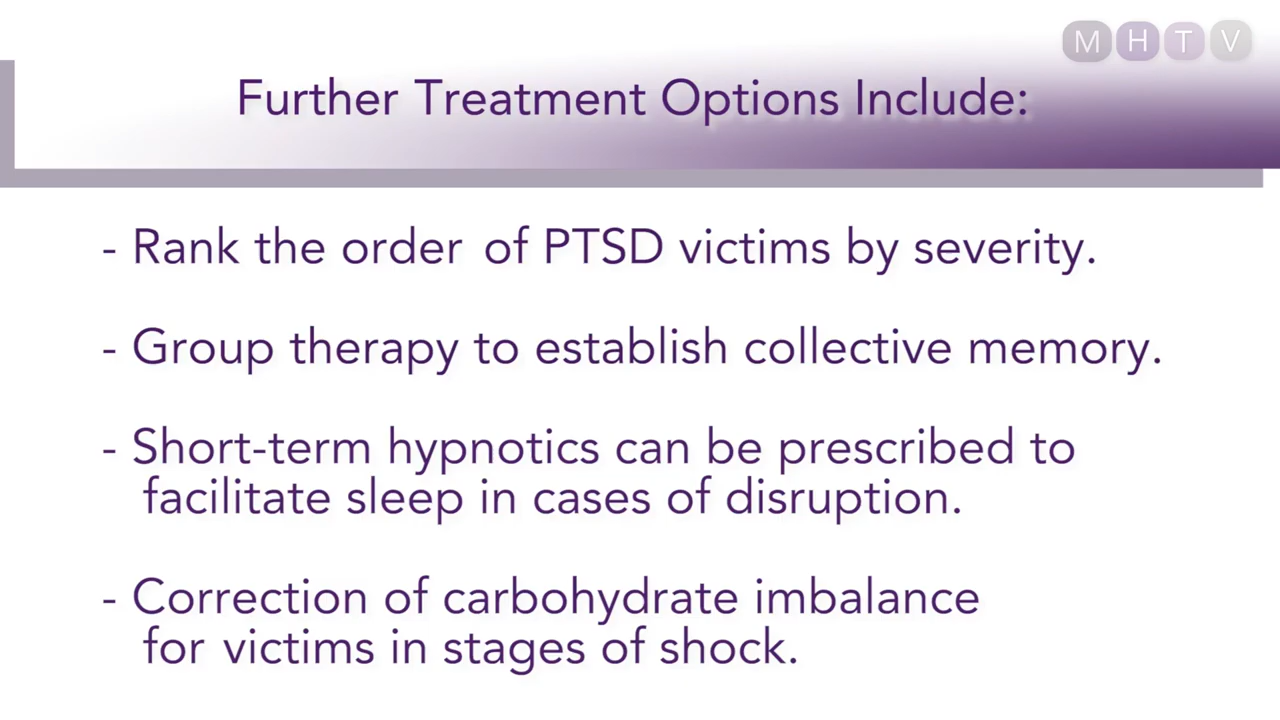 M H T V
Further Treatment Options Include:
- Rank the order of PTSD victims by severity.
- Group therapy to establish collective memory.
- Short-term hypnotics can be prescribed to
facilitate sleep in cases of disruption.
- Correction of carbohydrate imbalance
for victims in stages of shock.